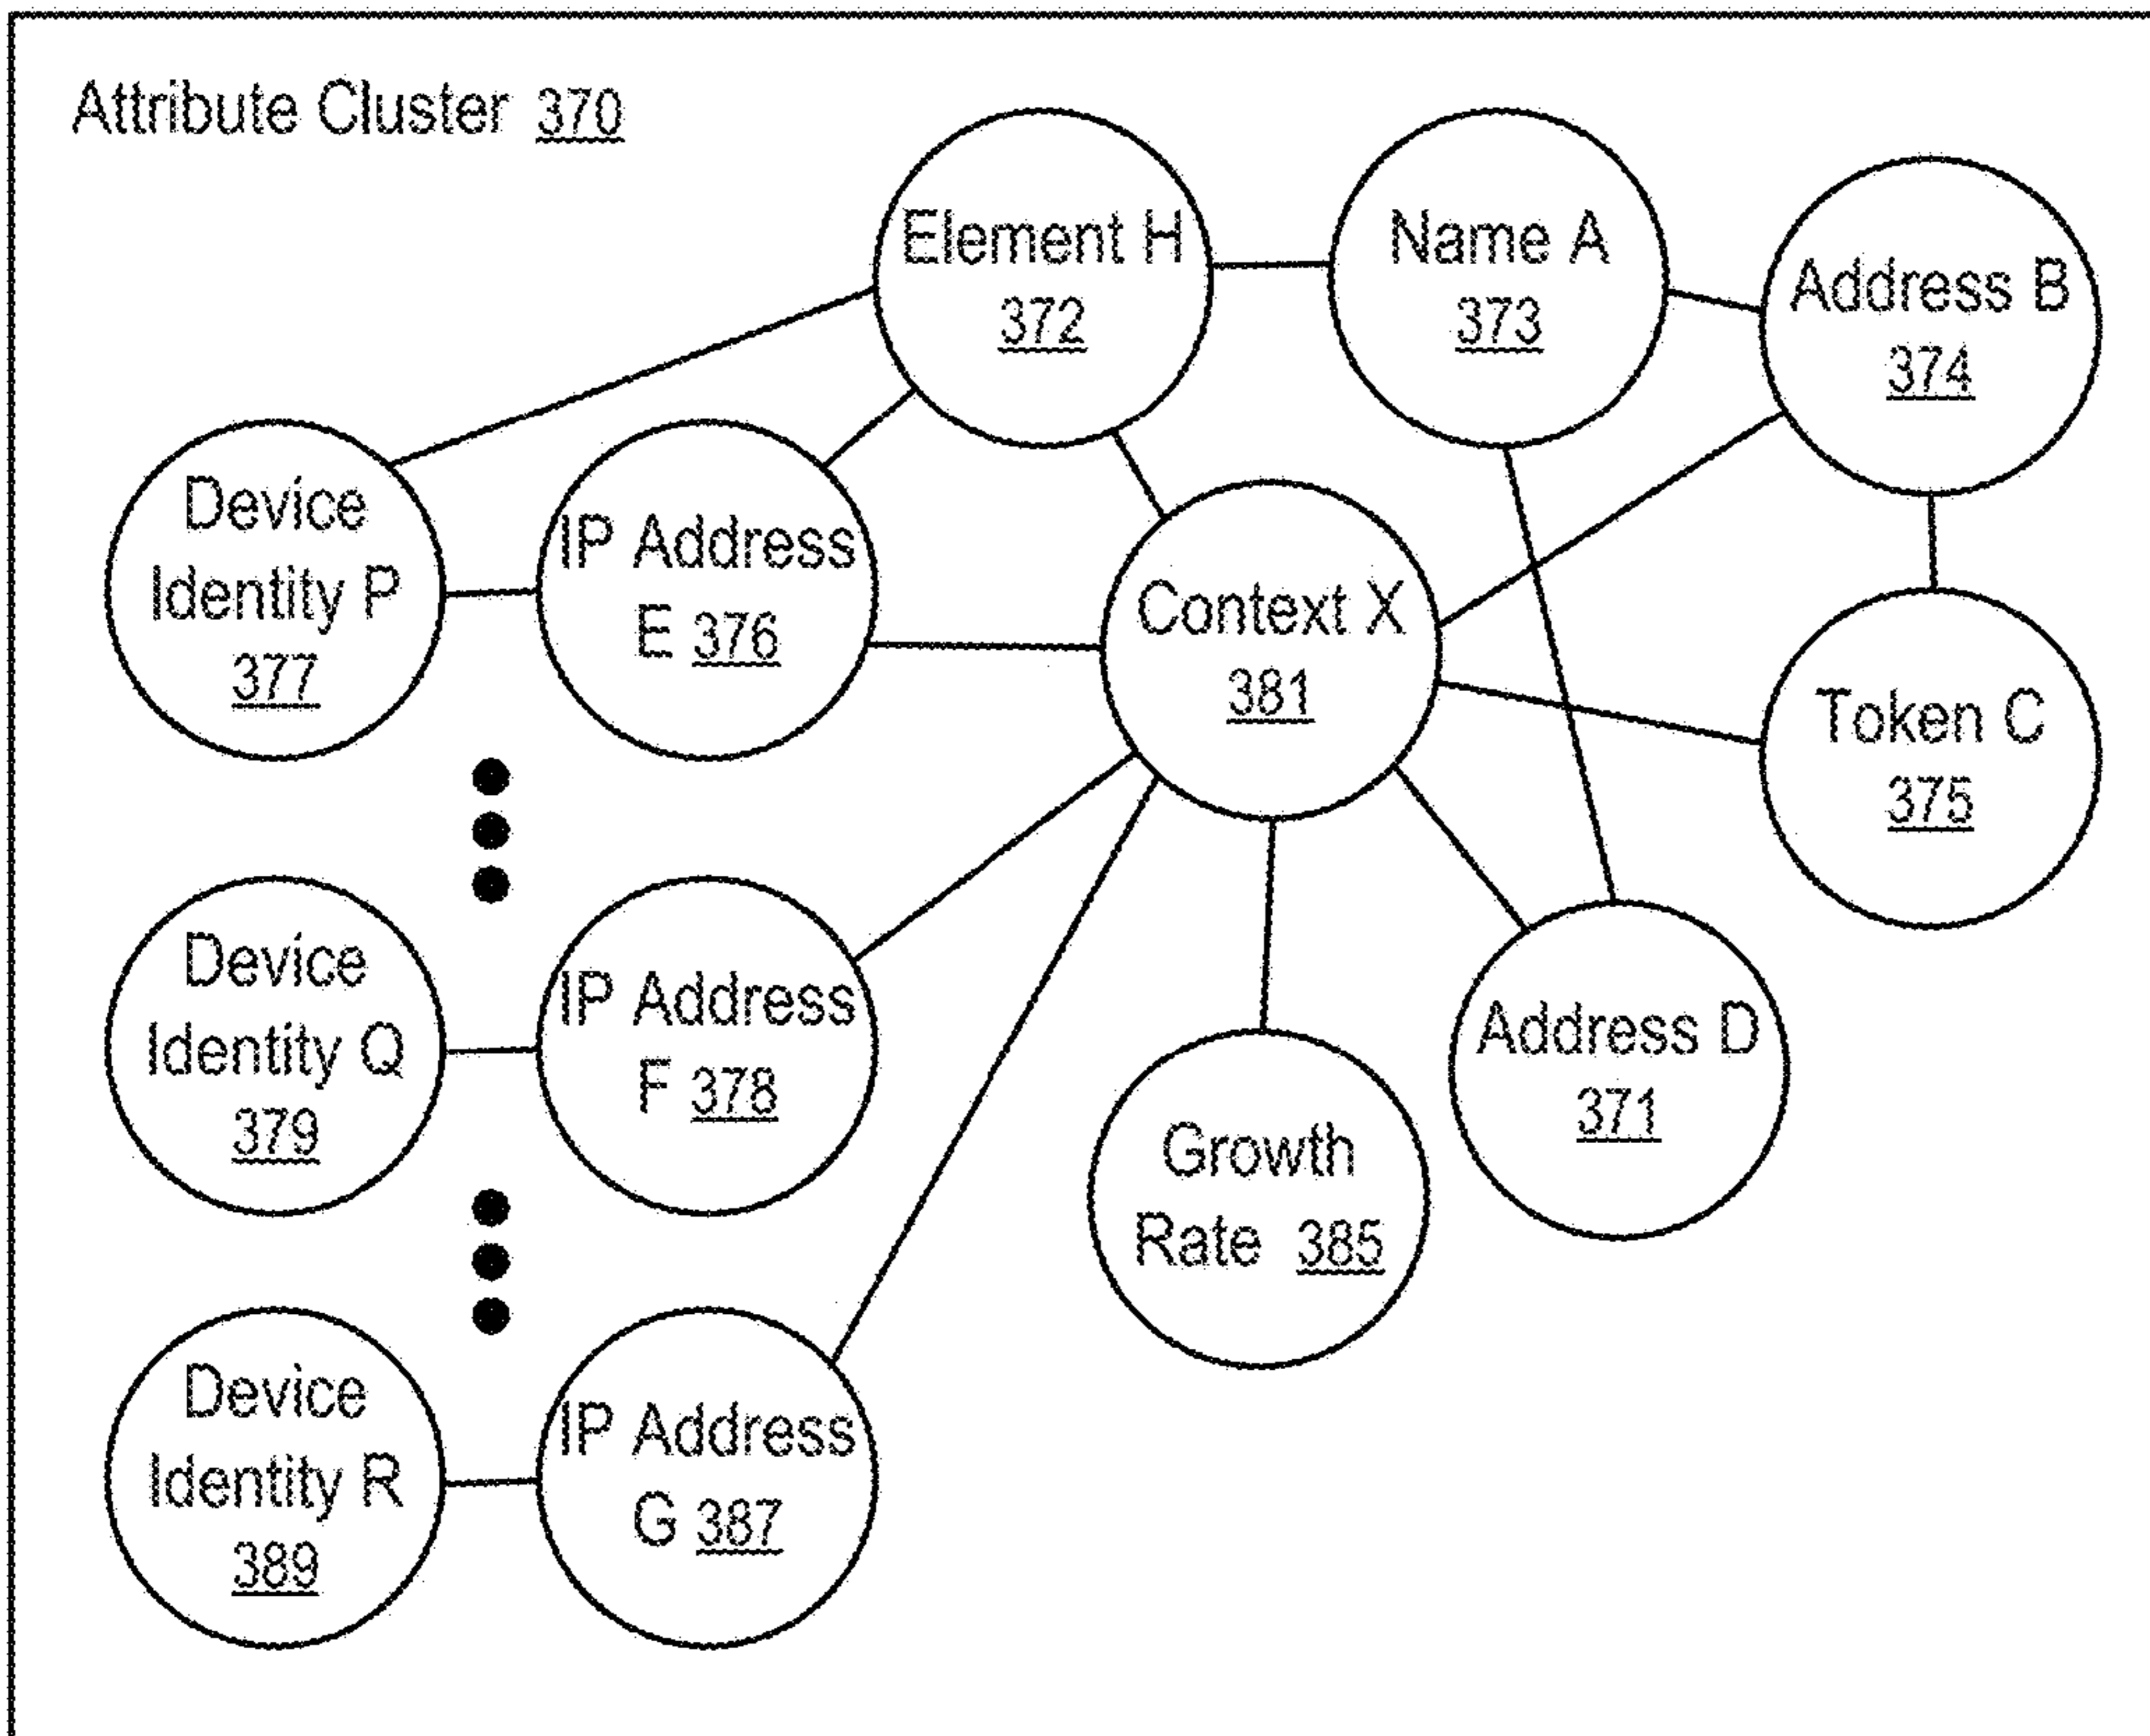 Attribute Cluster 370
Element H
372
Name A
373
Address B
374
Device
Identity P
377
IP Address
E 376
Context X
381
Token C
375
Device
Identity Q
379
IP Address
F 378
Growth
Rate 385
Address D
371
Device
Identity R
389
IP Address
G 387